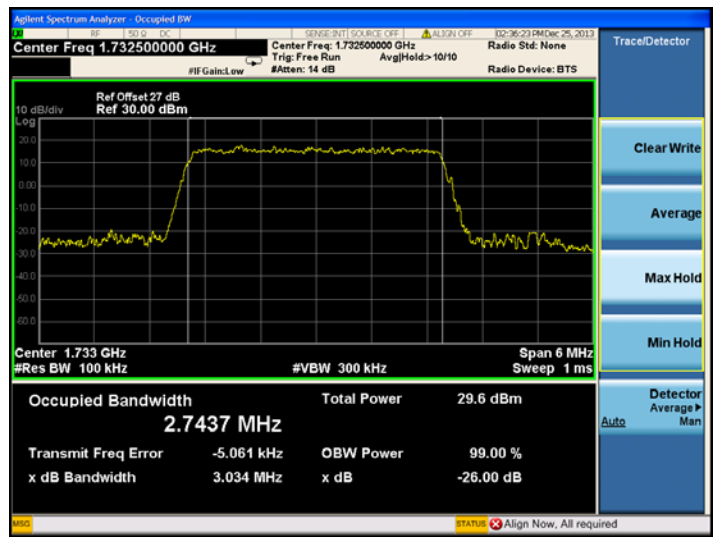 Agilent Spectrum Analyzer - Occupied BW
RF 50 Ω DC SENSE:INT SOURCE OFF ALIGN OFF 02:36:23 PM Dec 25, 2013
Center Freq 1.732500000 GHz
Center Freq: 1.732500000 GHz
Radio Std: None
Trig: Free Run Avg|Hold:> 10/10
#IFGain:Low #Atten: 14 dB Radio Device: BTS
Trace/Detector
Ref Offset 27 dB
10 dB/div Ref 30.00 dBm
Log
20.0
10.0
0.00
-10.0
-20.0
-30.0
-40.0
-50.0
-60.0
Center 1.733 GHz Span 6 MHz
#Res BW 100 kHz #VBW 300 kHz Sweep 1 ms
Occupied Bandwidth Total Power 29.6 dBm
2.7437 MHz
Transmit Freq Error -5.061 kHz OBW Power 99.00 %
x dB Bandwidth 3.034 MHz x dB -26.00 dB
Clear Write
Average
Max Hold
Min Hold
Detector
Average▶
Auto Man
MSG STATUS Align Now, All required